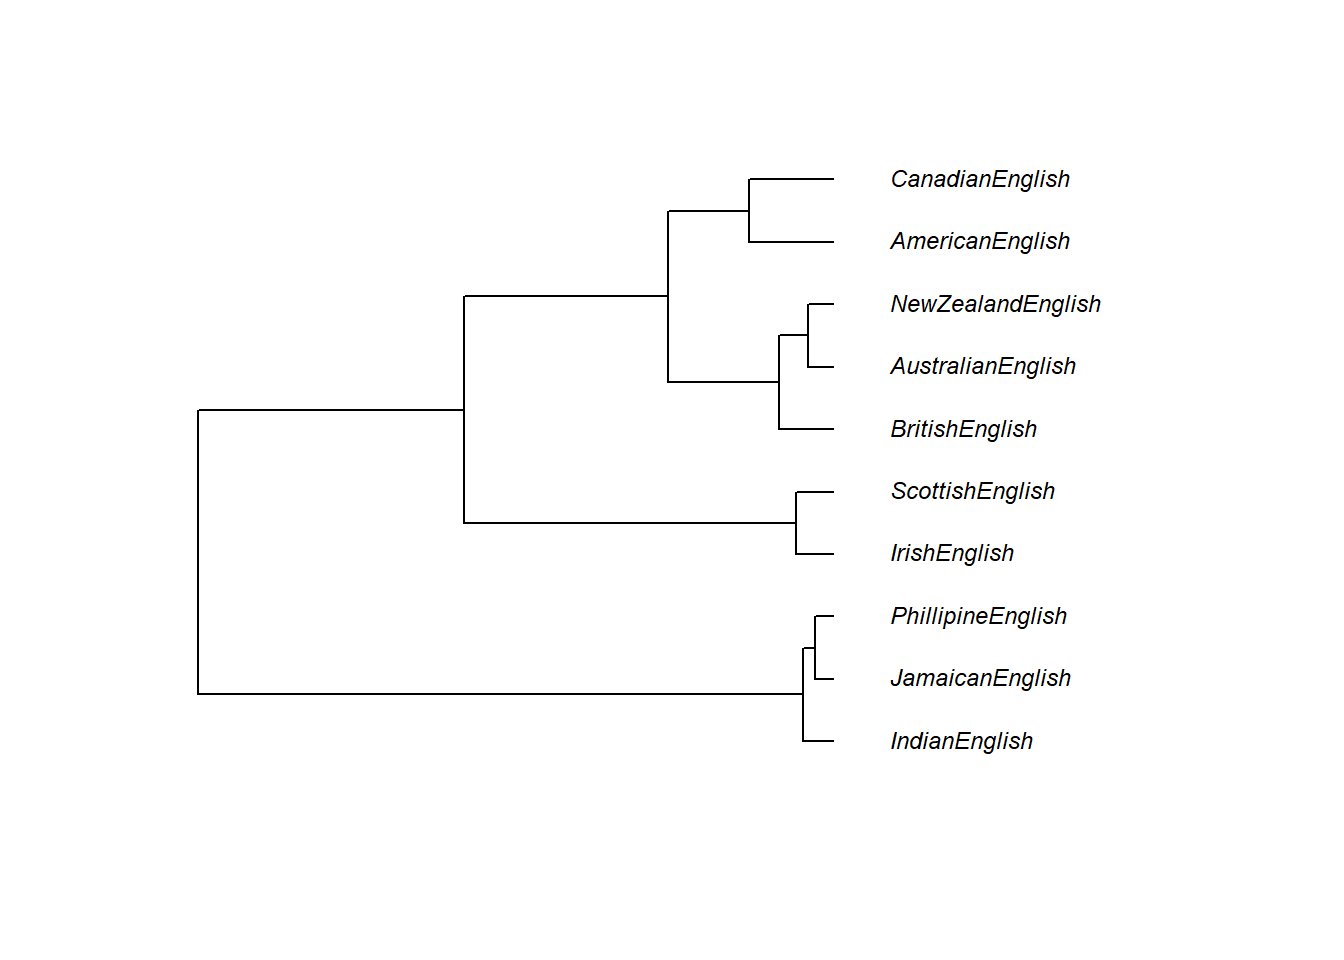 CanadianEnglish
AmericanEnglish
NewZealandEnglish
AustralianEnglish
BritishEnglish
ScottishEnglish
IrishEnglish
PhillipineEnglish
JamaicanEnglish
IndianEnglish